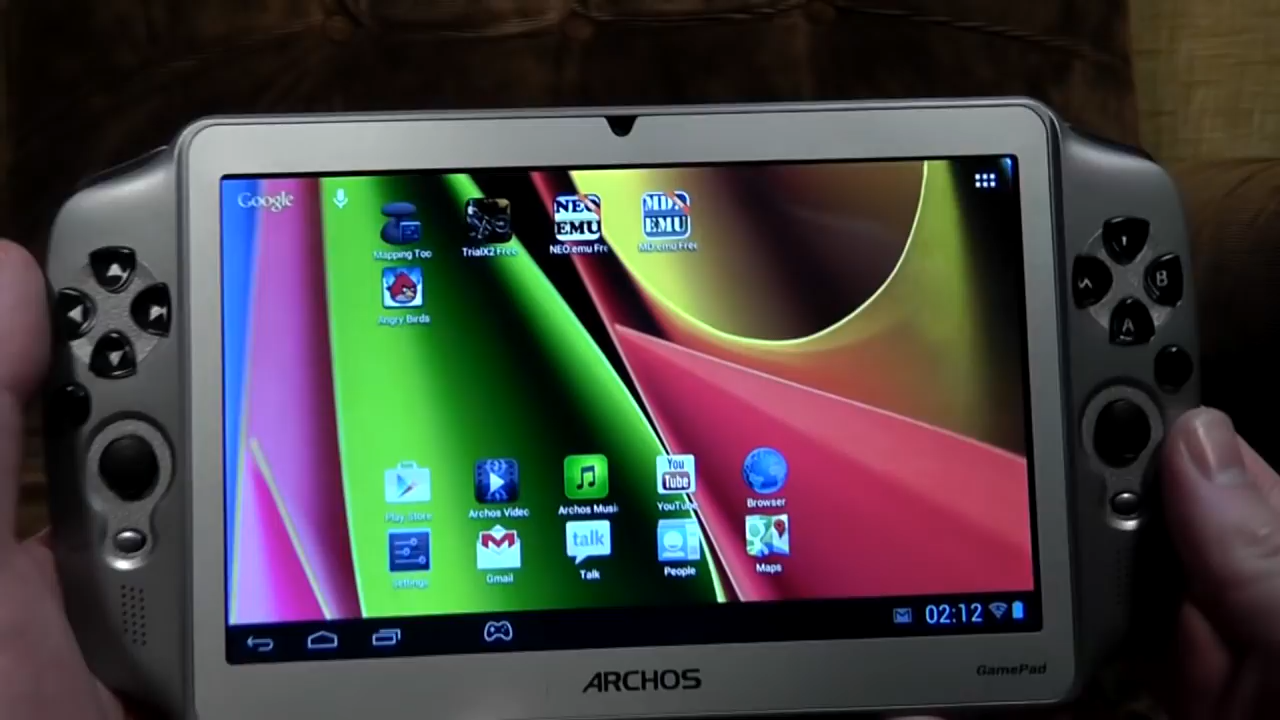 Google
NEO
EMU
MD.
EMU
Mapping Too
TrialX2 Free
NEO.emu Fre
MD.emu Free
Angry Birds
Y
B
A
You
Tube
Play Store
Archos Video
Archos Musi
YouTube
Browser
talk
Settings
Gmail
Talk
People
Maps
02:12
ARCHOS
GamePad